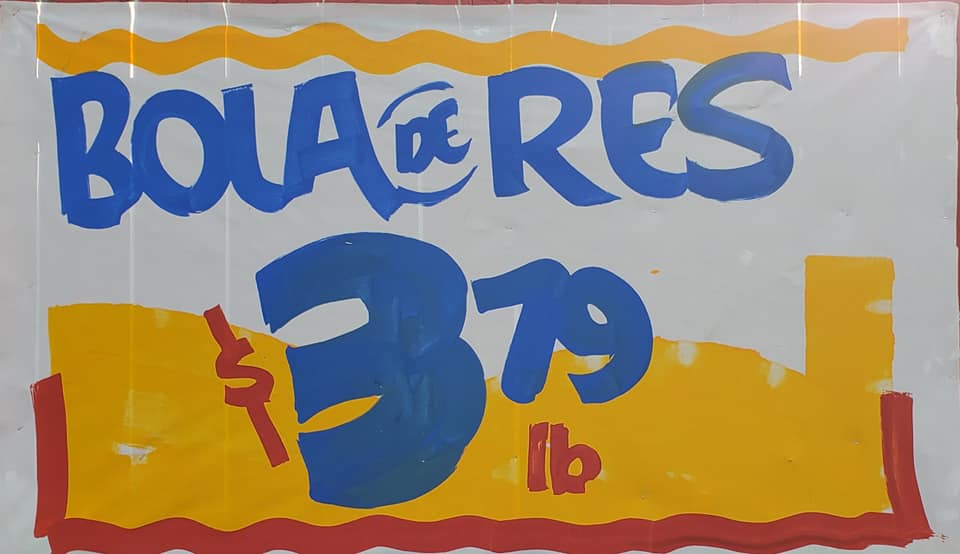 BOLA DE RES
$3.79
lb